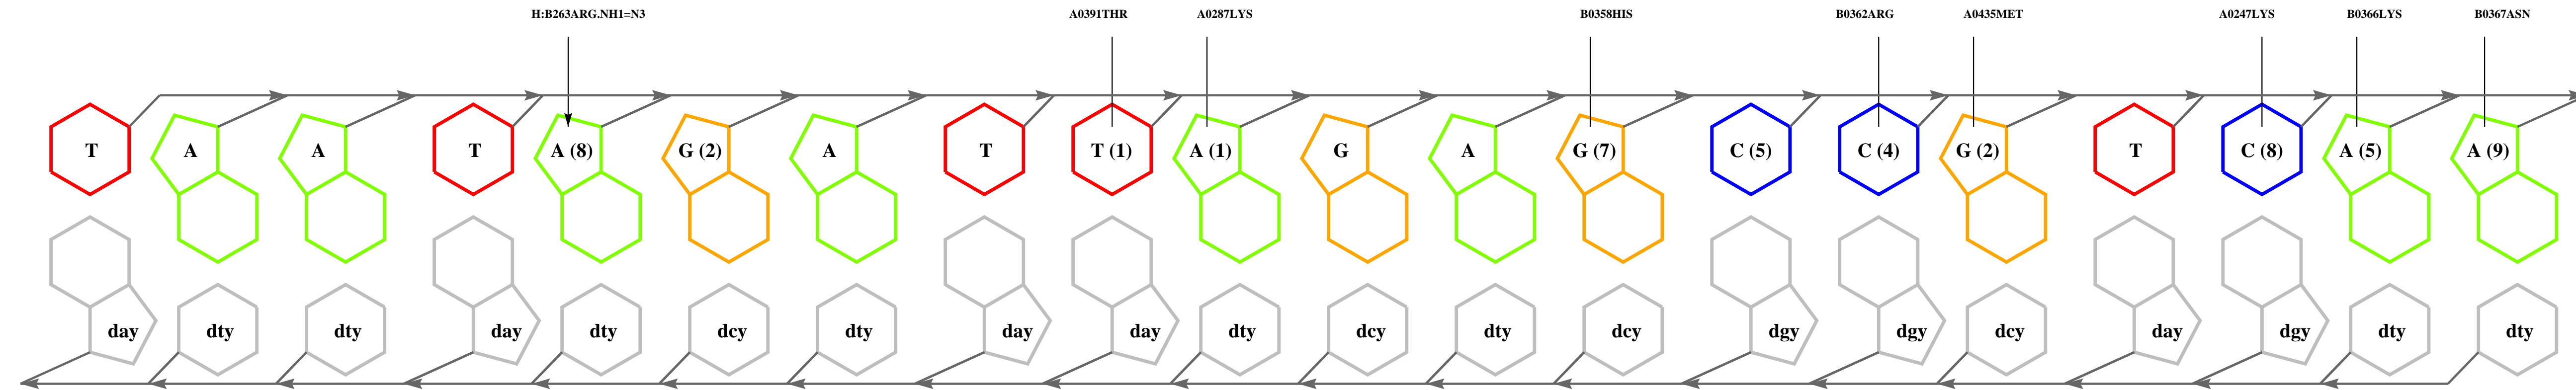 H:B263ARG.NH1=N3 A0391THR A0287LYS B0358HIS B0362ARG A0435MET A0247LYS B0366LYS B0367ASN
T A A T A (8) G (2) A T T (1) A (1) G A G (7) C (5) C (4) G (2) T C (8) A (5) A (9)
day dty dty day dty dcy dty day day dty dcy dty dcy dgy dgy dcy day dgy dty dty